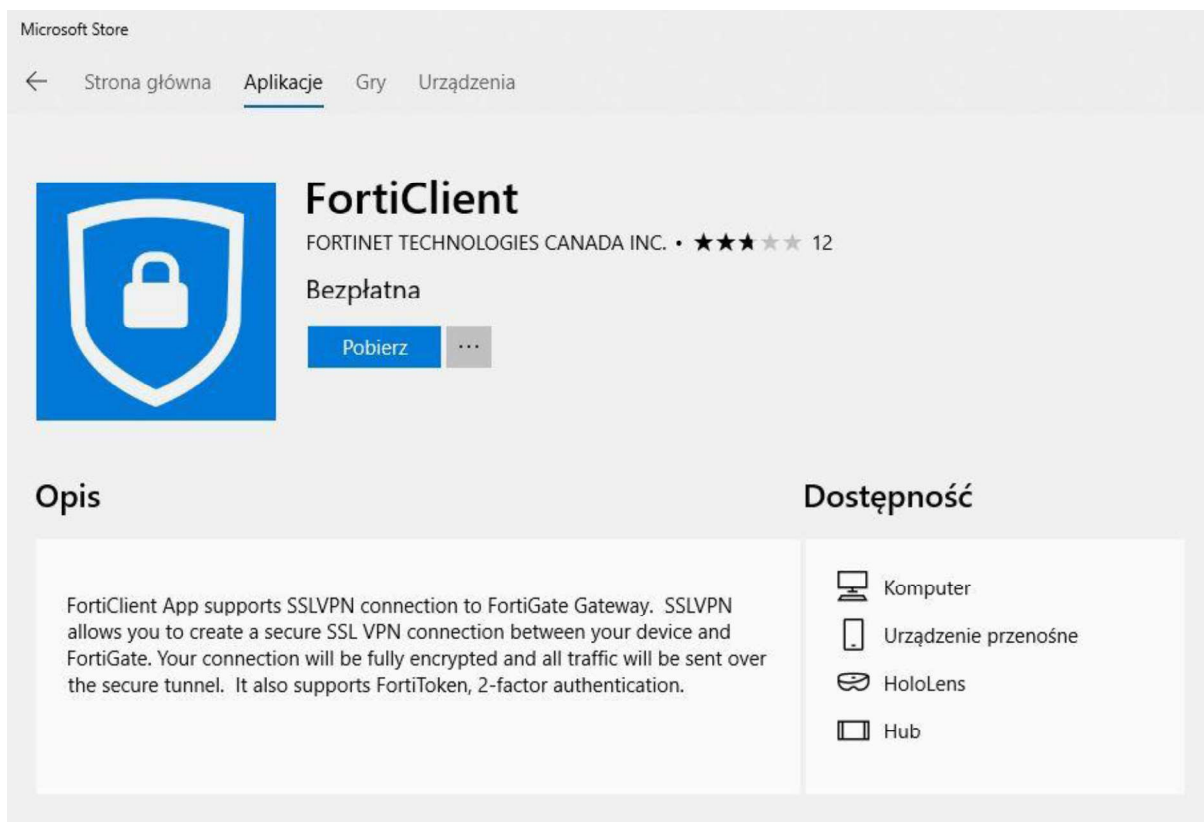 Microsoft Store
Strona główna Aplikacje Gry Urządzenia
FortiClient
FORTINET TECHNOLOGIES CANADA INC. • ★★★★★ 12
Bezpłatna
Pobierz ...
Opis
FortiClient App supports SSLVPN connection to FortiGate Gateway.  SSLVPN
allows you to create a secure SSL VPN connection between your device and
FortiGate. Your connection will be fully encrypted and all traffic will be sent over
the secure tunnel.  It also supports FortiToken, 2-factor authentication.
Dostępność
Komputer
Urządzenie przenośne
HoloLens
Hub